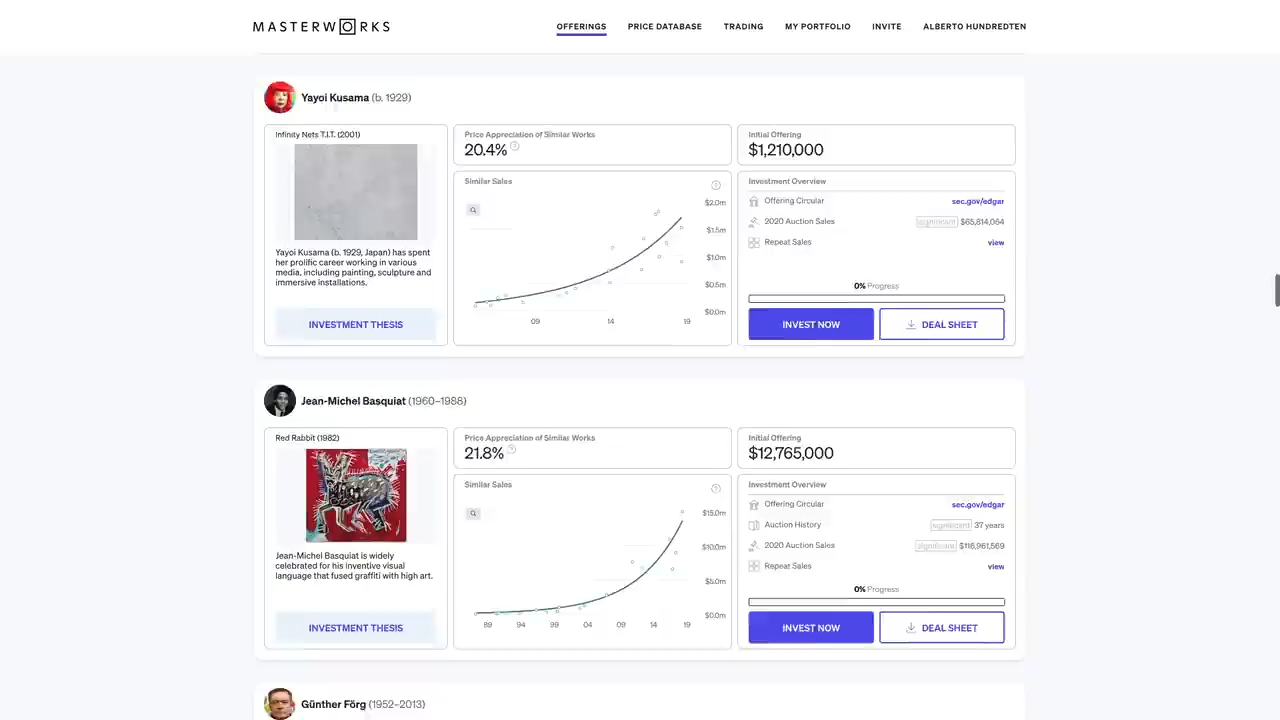 MASTERWORKS
OFFERINGS
PRICE DATABASE
TRADING
MY PORTFOLIO
INVITE
ALBERTO HUNDREDTEN
Yayoi Kusama (b. 1929)
Infinity Nets T.I.T. (2001)
Yayoi Kusama (b. 1929, Japan) has spent
her prolific career working in various
media, including painting, sculpture and
immersive installations.
INVESTMENT THESIS
Price Appreciation of Similar Works
20.4% ?
Similar Sales
?
$2.0m
$1.5m
$1.0m
$0.5m
$0.0m
09 14 19
Initial Offering
$1,210,000
Investment Overview
Offering Circular sec.gov/edgar
2020 Auction Sales significant $65,814,064
Repeat Sales view
0% Progress
INVEST NOW
DEAL SHEET
Jean-Michel Basquiat (1960–1988)
Red Rabbit (1982)
Jean-Michel Basquiat is widely
celebrated for his inventive visual
language that fused graffiti with high art.
INVESTMENT THESIS
Price Appreciation of Similar Works
21.8% ?
Similar Sales
?
$15.0m
$10.0m
$5.0m
$0.0m
89 94 99 04 09 14 19
Initial Offering
$12,765,000
Investment Overview
Offering Circular sec.gov/edgar
Auction History significant 37 years
2020 Auction Sales significant $116,961,569
Repeat Sales view
0% Progress
INVEST NOW
DEAL SHEET
Günther Förg (1952–2013)